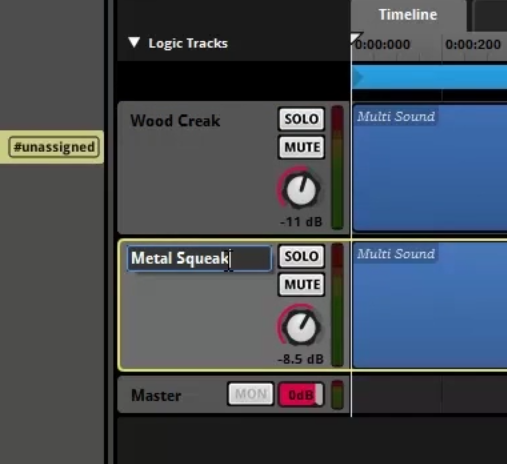 Timeline
Logic Tracks
0:00:000
0:00:200
Wood Creak
SOLO
MUTE
-11 dB
Multi Sound
#unassigned
Metal Squeak
SOLO
MUTE
-8.5 dB
Multi Sound
Master
MON
0dB